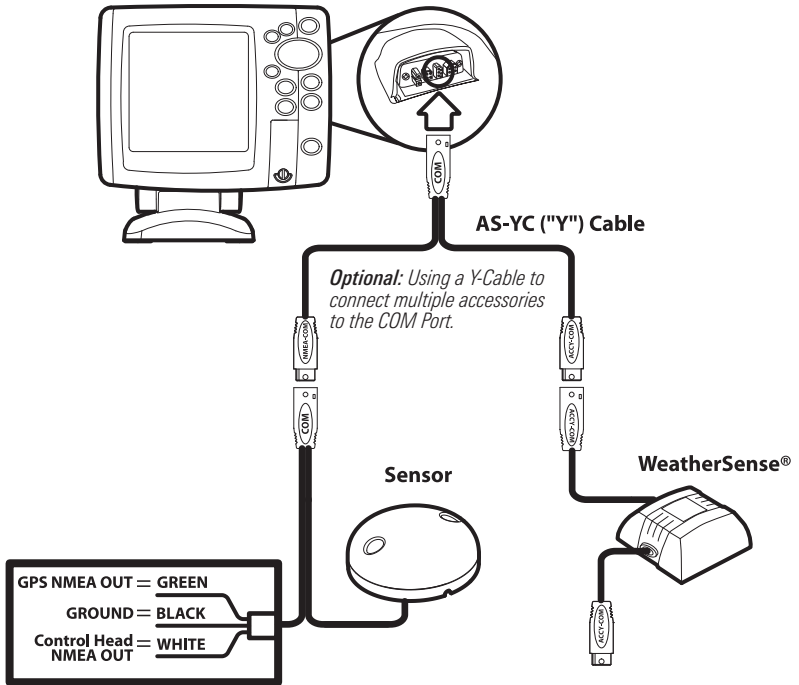 COM
AS-YC ("Y") Cable
Optional: Using a Y-Cable to
connect multiple accessories
to the COM Port.
NMEA-COM
ACCY-COM
COM
ACCY-COM
Sensor
WeatherSense®
GPS NMEA OUT = GREEN
GROUND = BLACK
Control Head = WHITE
NMEA OUT
ACCY-COM